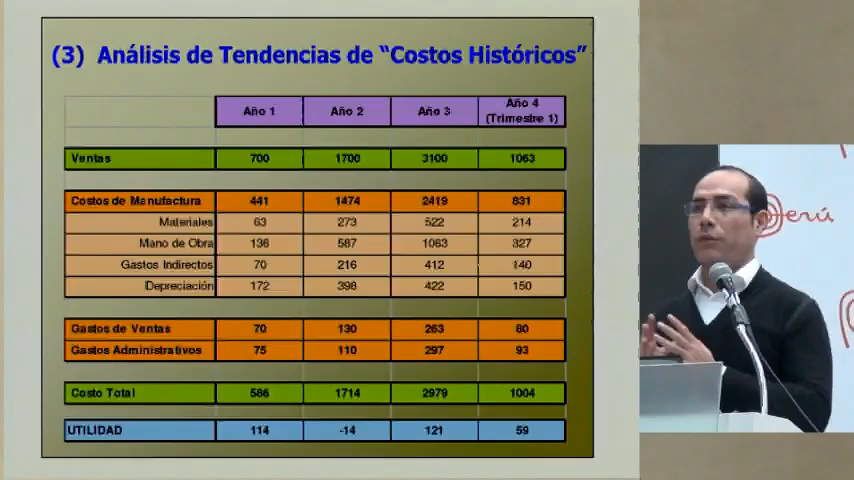 (3) Análisis de Tendencias de “Costos Históricos”
Año 1 Año 2 Año 3 Año 4 (Trimestre 1)
Ventas 700 1700 3100 1063
Costos de Manufactura 441 1474 2419 831
Materiales 63 273 522 214
Mano de Obra 136 587 1063 327
Gastos Indirectos 70 216 412 140
Depreciación 172 398 422 150
Gastos de Ventas 70 130 263 80
Gastos Administrativos 75 110 297 93
Costo Total 586 1714 2979 1004
UTILIDAD 114 -14 121 59
Perú